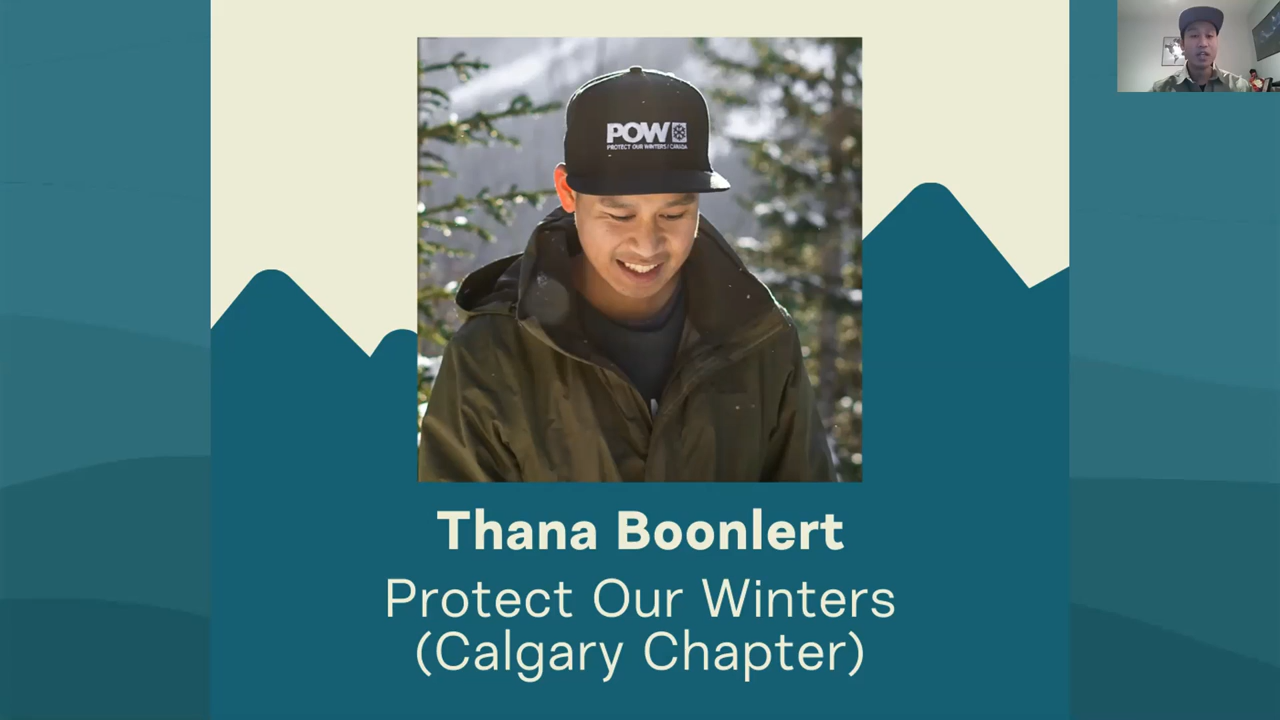 POW
PROTECT OUR WINTERS / CANADA
Thana Boonlert
Protect Our Winters
(Calgary Chapter)